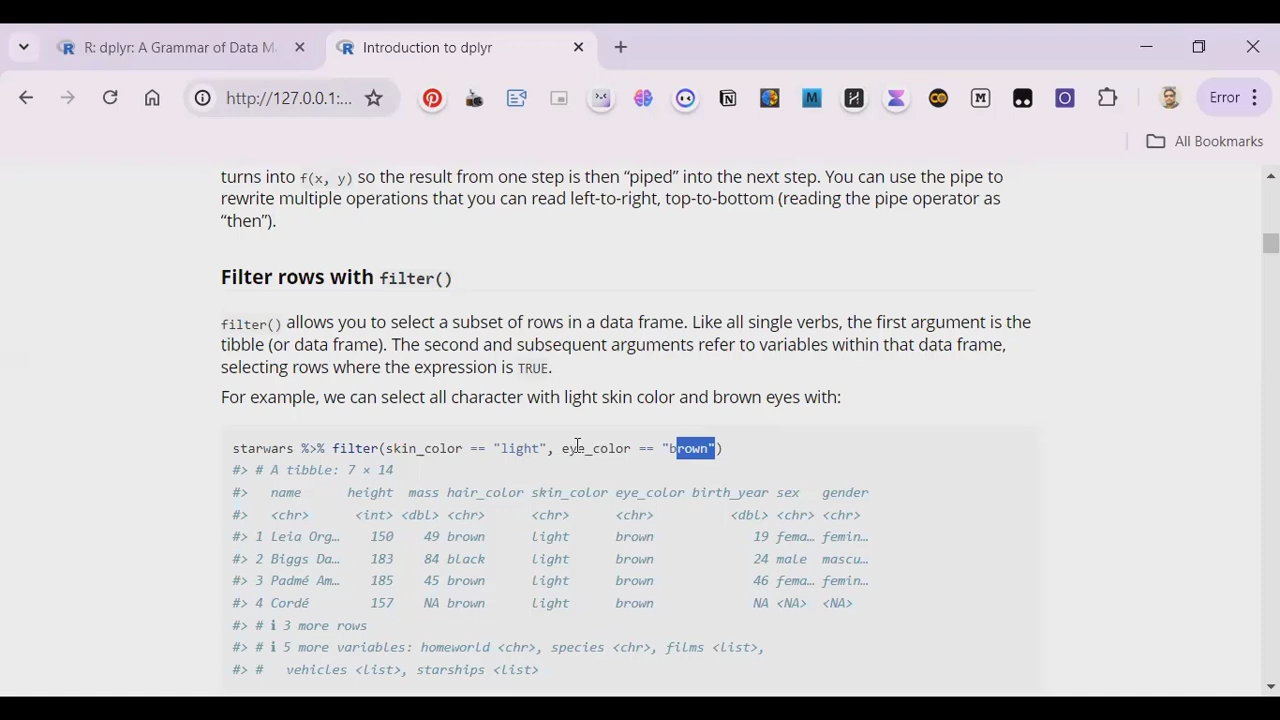 R: dplyr: A Grammar of Data M
Introduction to dplyr
http://127.0.0.1:...
Error
All Bookmarks
turns into f(x, y) so the result from one step is then “piped” into the next step. You can use the pipe to
rewrite multiple operations that you can read left-to-right, top-to-bottom (reading the pipe operator as
“then”).
Filter rows with filter()
filter() allows you to select a subset of rows in a data frame. Like all single verbs, the first argument is the
tibble (or data frame). The second and subsequent arguments refer to variables within that data frame,
selecting rows where the expression is TRUE.
For example, we can select all character with light skin color and brown eyes with:
starwars %>% filter(skin_color == "light", eye_color == "brown")
#> # A tibble: 7 × 14
#>   name      height  mass hair_color skin_color eye_color birth_year sex   gender
#>   <chr>      <int> <dbl> <chr>      <chr>      <chr>          <dbl> <chr> <chr>
#> 1 Leia Org…    150    49 brown      light      brown             19 fema… femin…
#> 2 Biggs Da…    183    84 black      light      brown             24 male  mascu…
#> 3 Padmé Am…    185    45 brown      light      brown             46 fema… femin…
#> 4 Cordé        157    NA brown      light      brown             NA <NA>  <NA>
#> # ℹ 3 more rows
#> # ℹ 5 more variables: homeworld <chr>, species <chr>, films <list>,
#> #   vehicles <list>, starships <list>